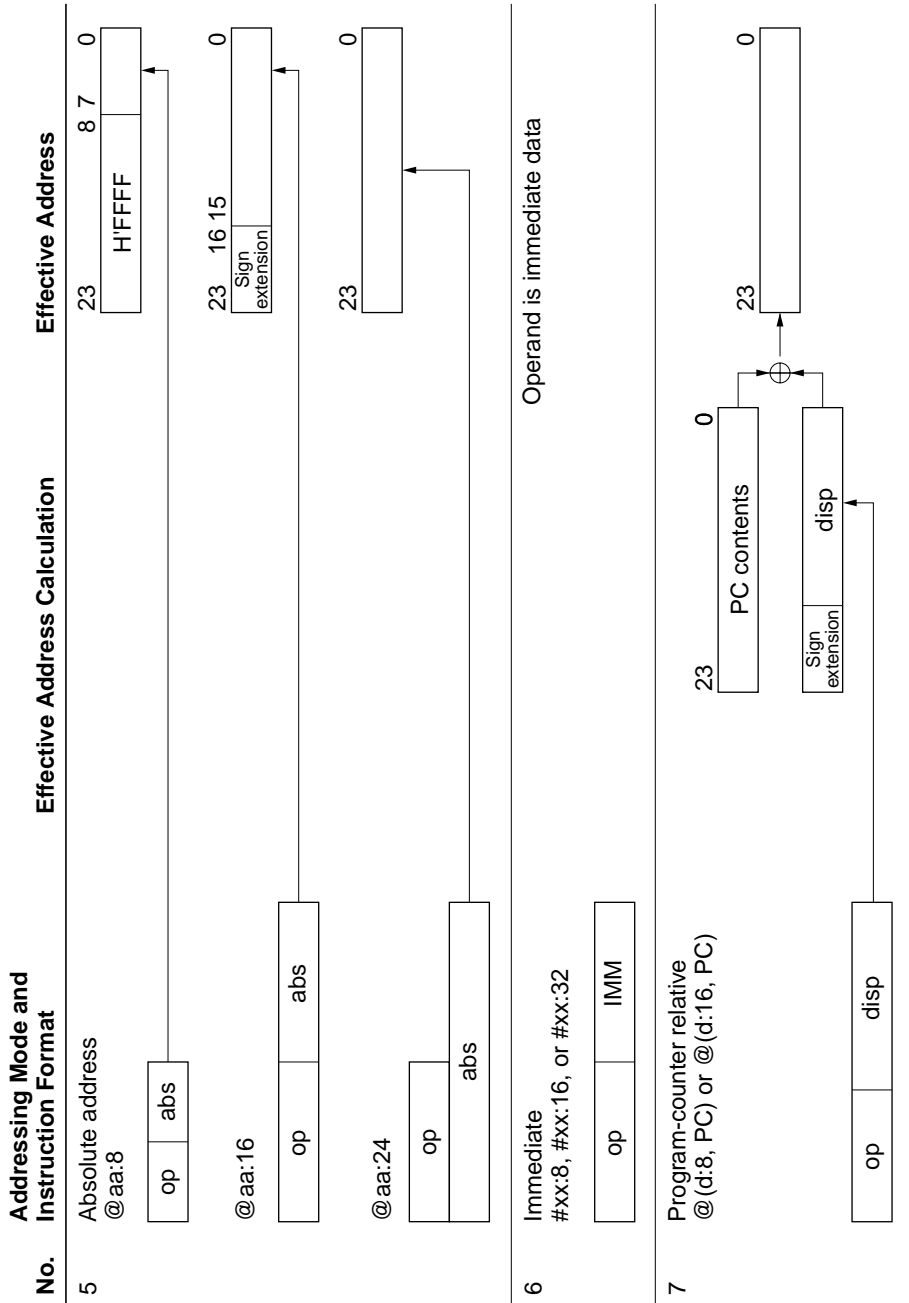 No.
Addressing Mode and
Instruction Format
Effective Address Calculation
Effective Address
5
Absolute address
@aa:8
op
abs
23
8 7
0
H'FFFF
@aa:16
op
abs
23
16 15
0
Sign
extension
@aa:24
op
abs
23
0
6
Immediate
#xx:8, #xx:16, or #xx:32
op
IMM
Operand is immediate data
7
Program-counter relative
@(d:8, PC) or @(d:16, PC)
23
0
PC contents
23
0
Sign
extension
disp
op
disp